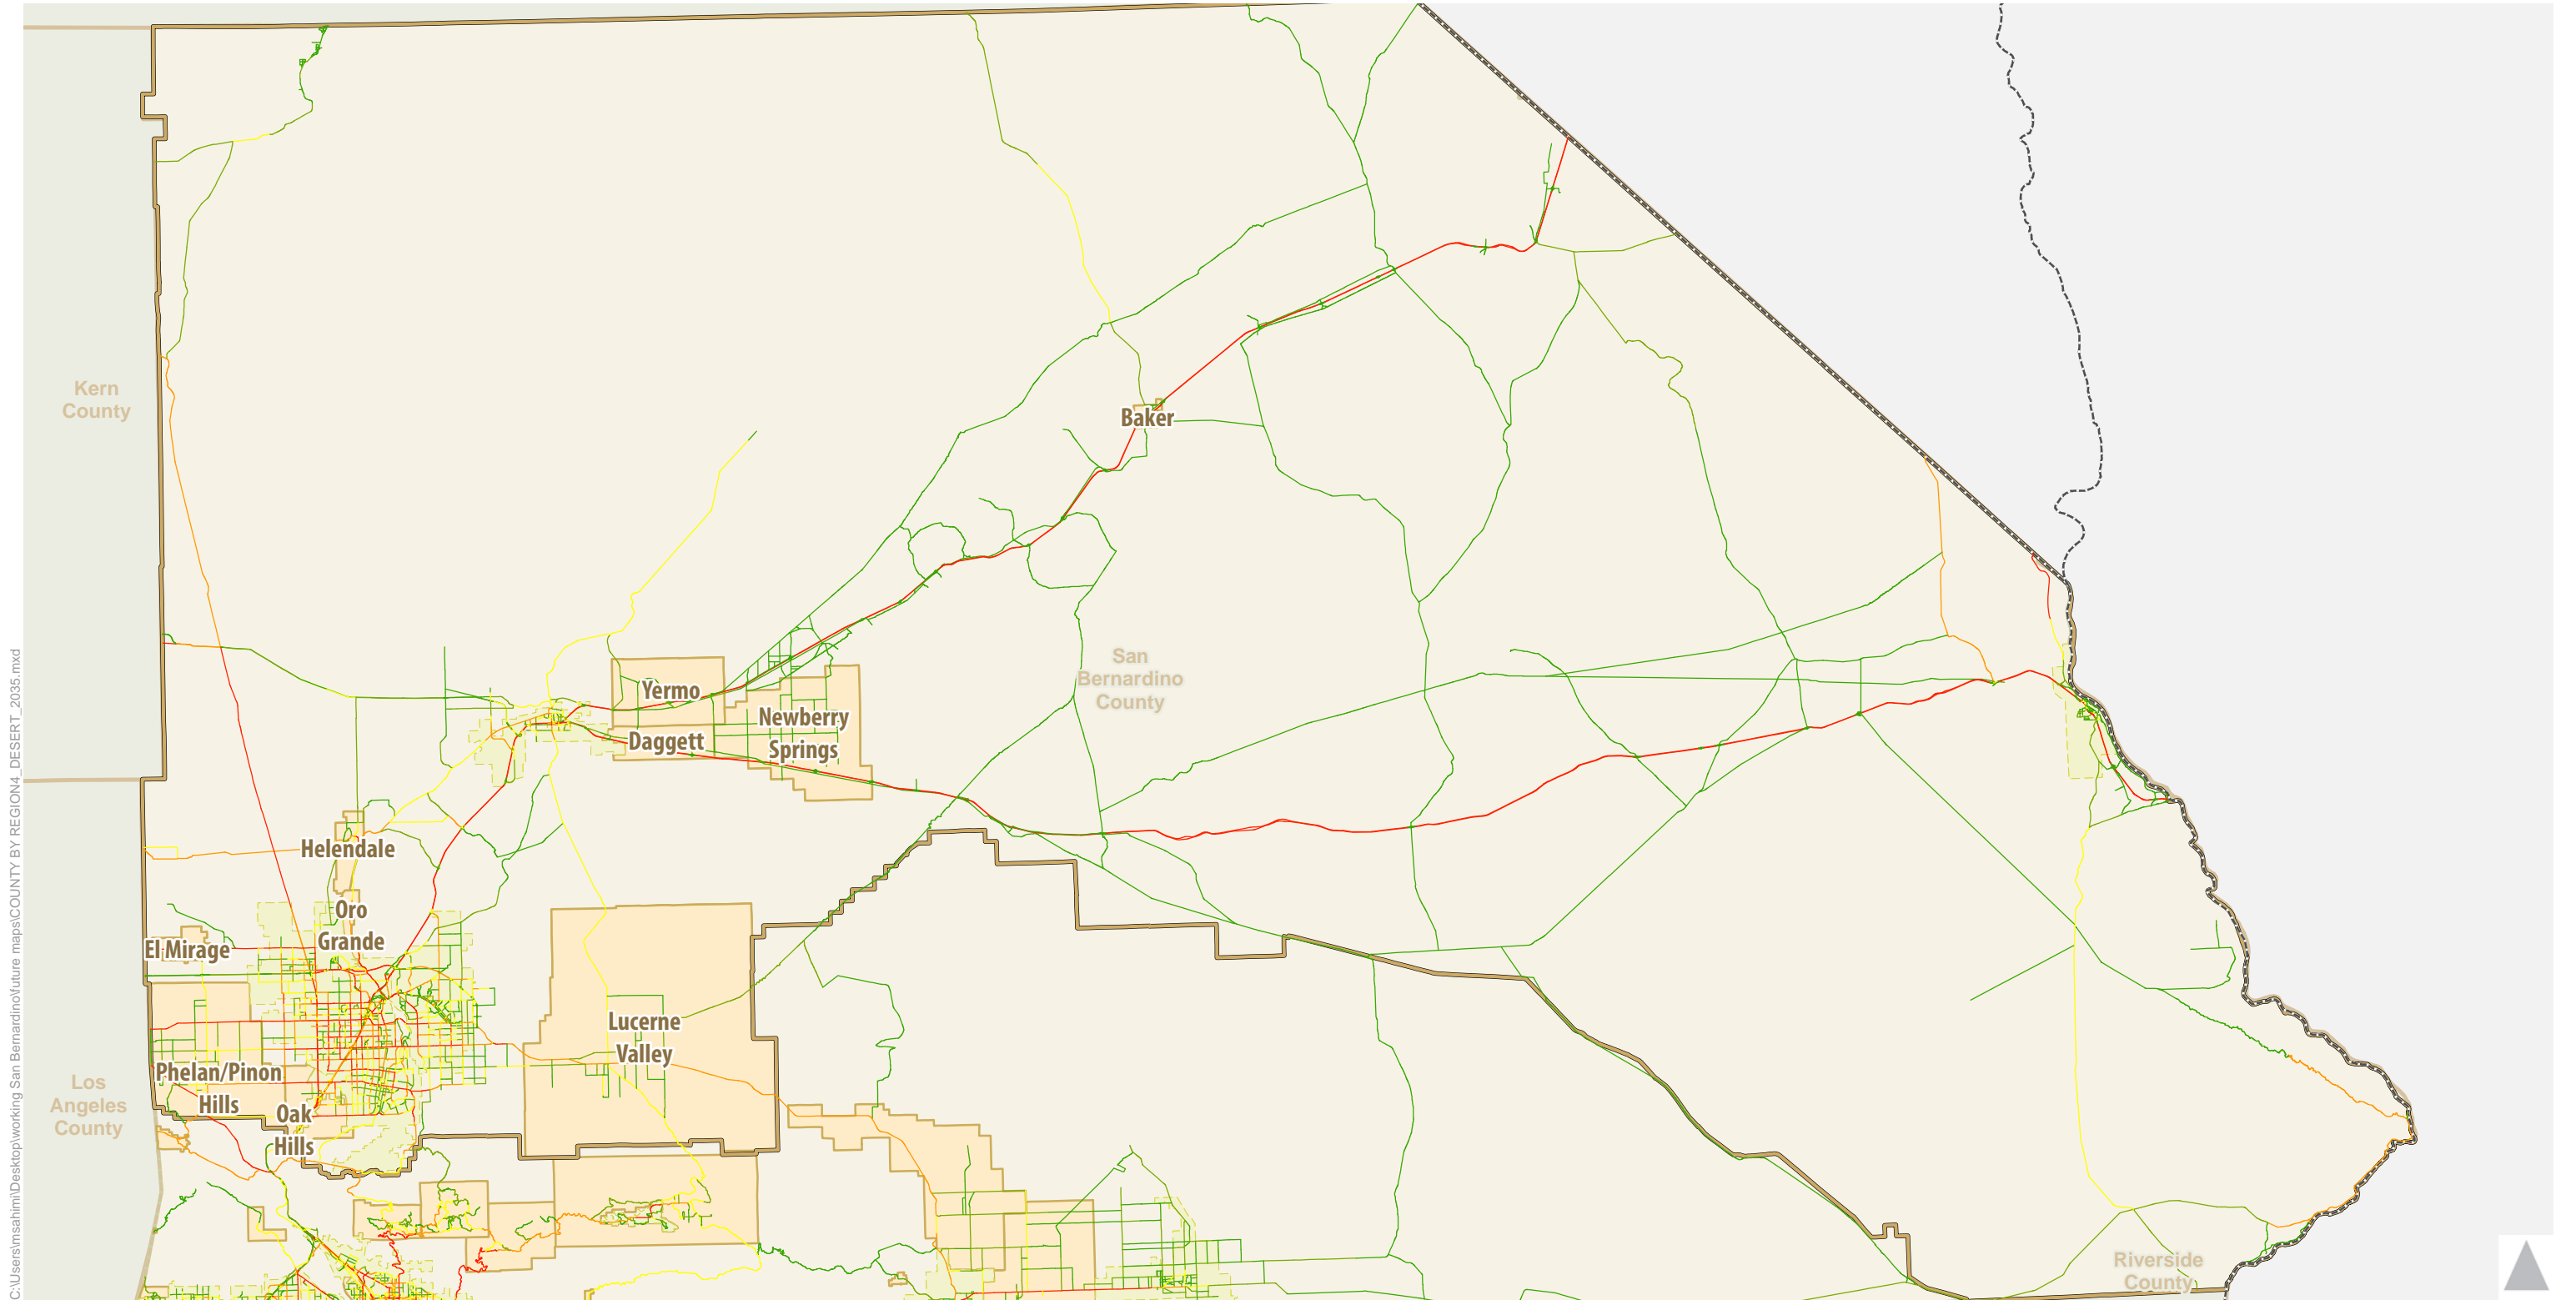 Kern
County
Baker
San
Bernardino
County
Yermo
Newberry
Springs
Daggett
Helendale
Oro
Grande
El Mirage
Lucerne
Valley
Phelan/Pinon
Hills
Oak
Hills
Los
Angeles
County
Riverside
County
C:\Users\msahimi\Desktop\working San Bernardino\future maps\COUNTY BY REGION4_DESERT_2035.mxd